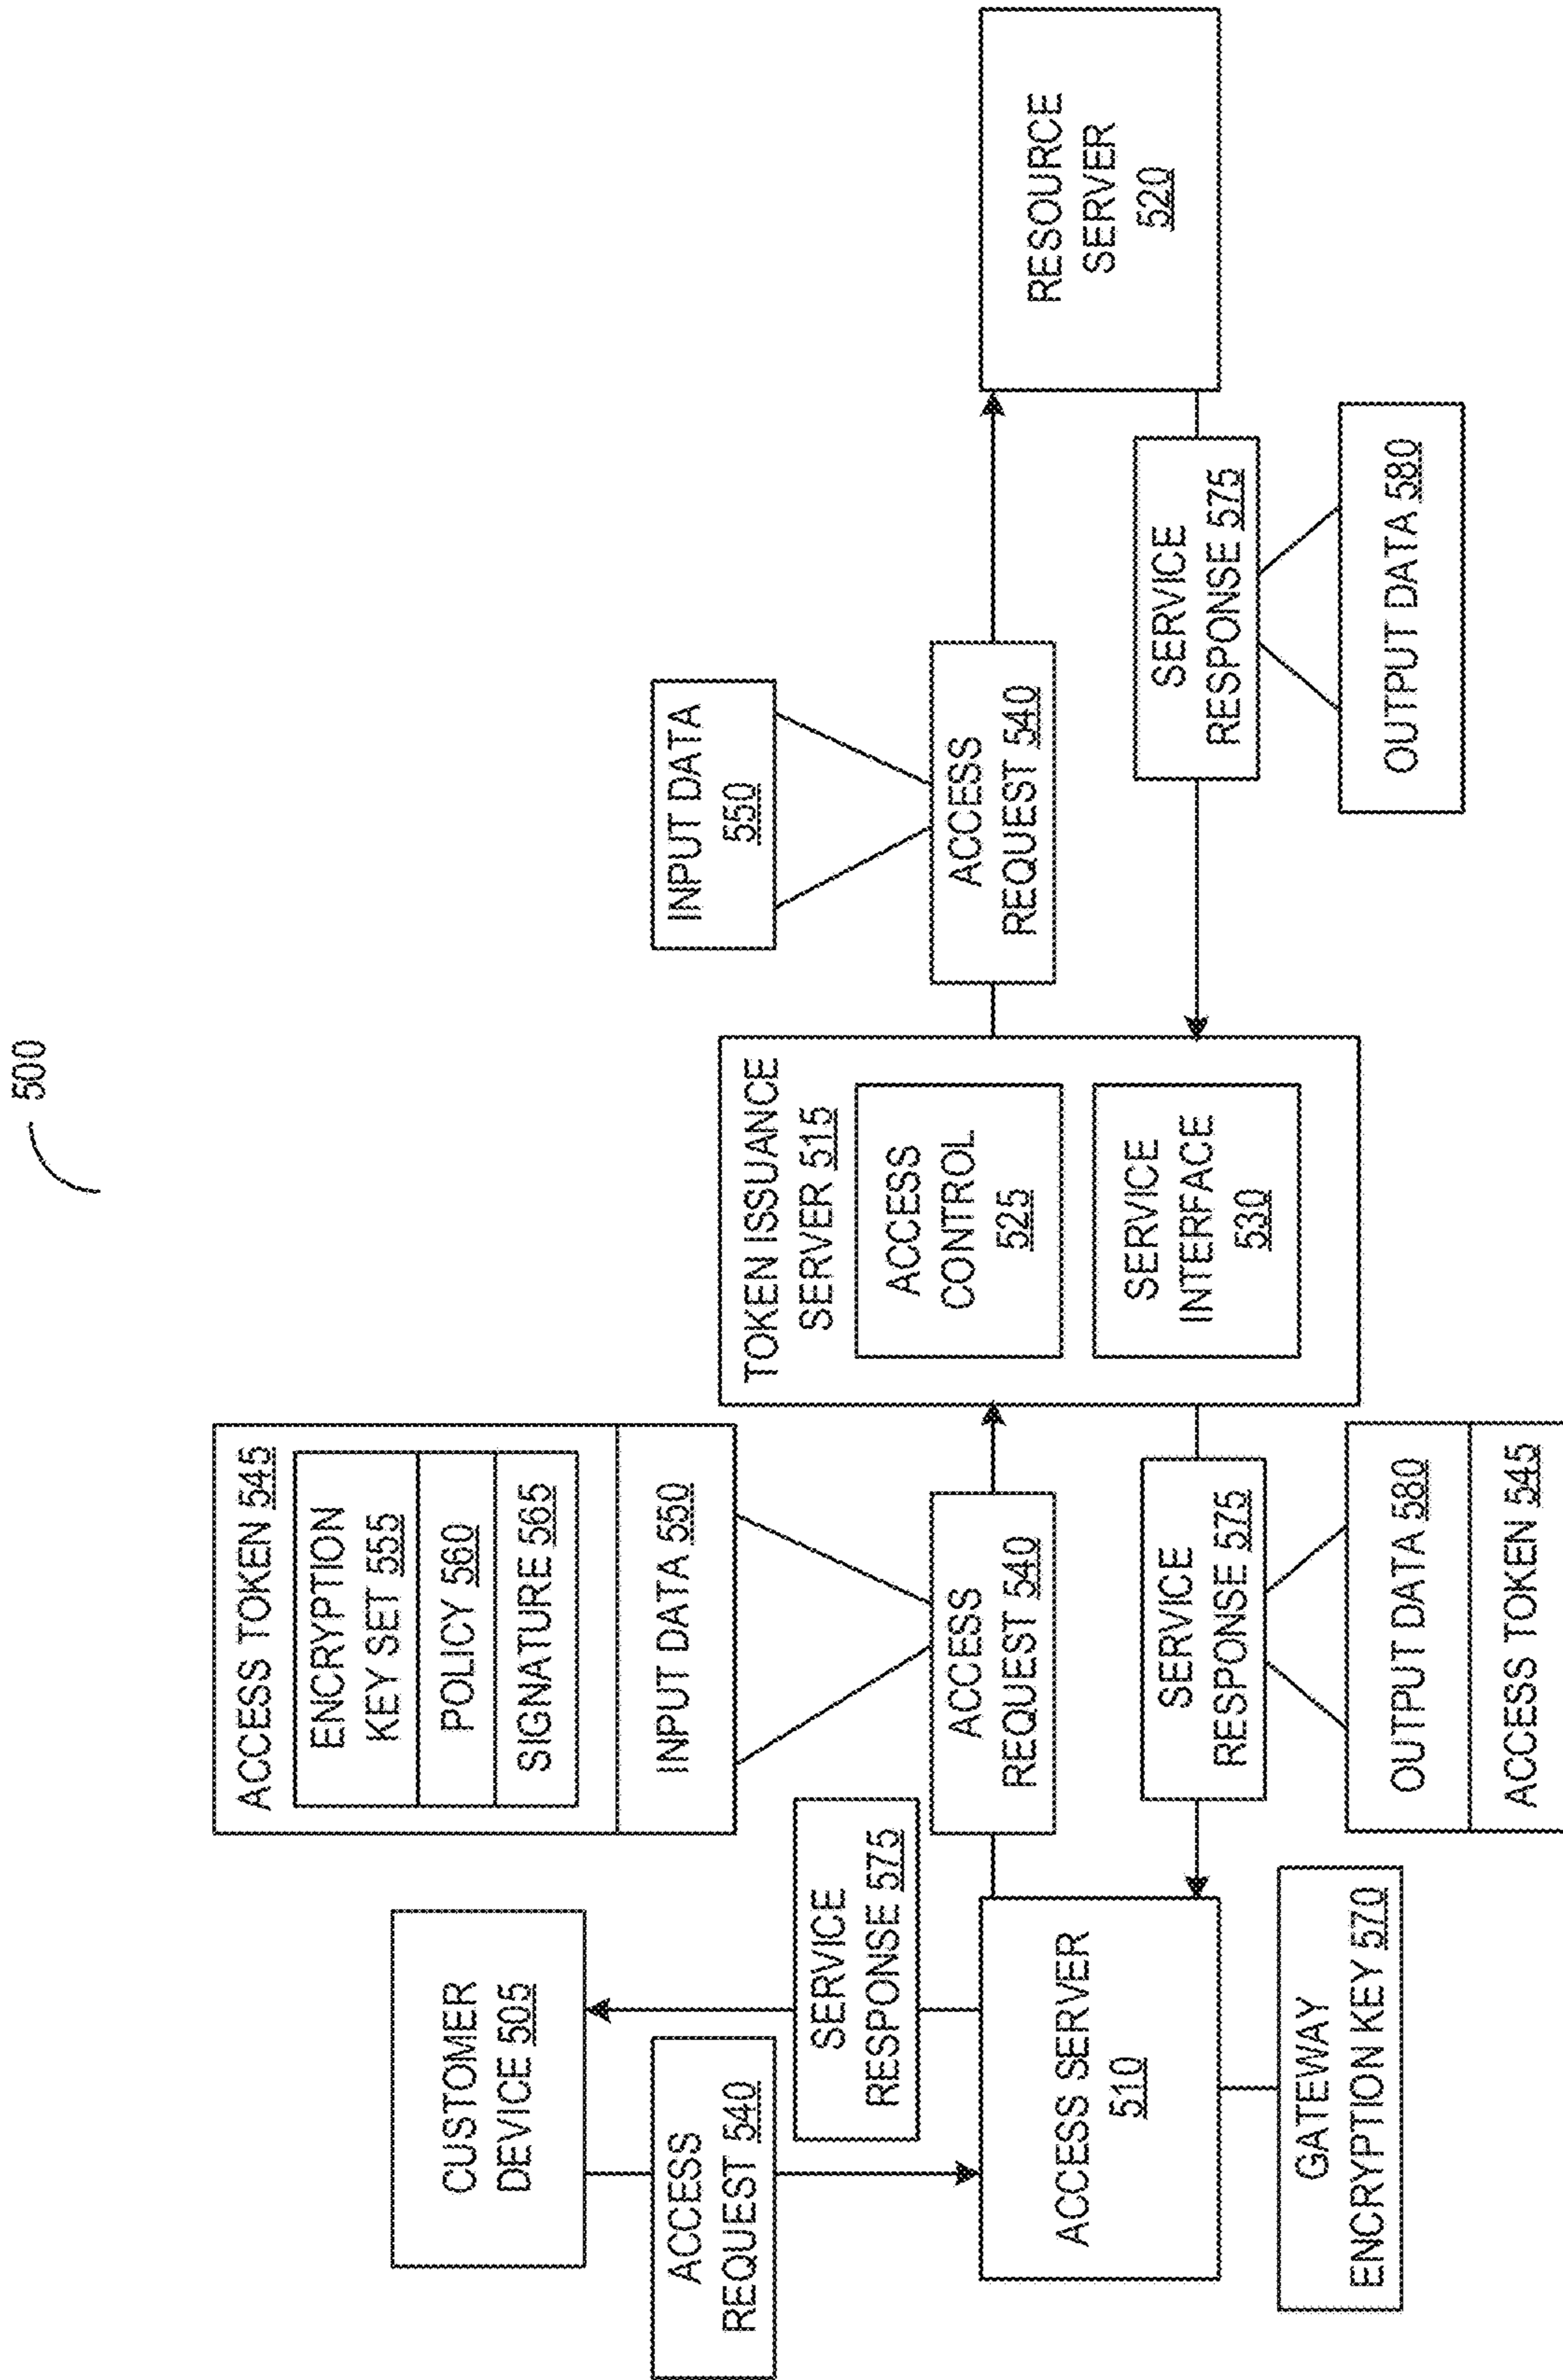 500
CUSTOMER
DEVICE 505
ACCESS
REQUEST 540
SERVICE
RESPONSE 575
ACCESS SERVER
510
GATEWAY
ENCRYPTION KEY 570
ACCESS TOKEN 545
ENCRYPTION
KEY SET 555
POLICY 560
SIGNATURE 565
INPUT DATA 550
ACCESS
REQUEST 540
SERVICE
RESPONSE 575
OUTPUT DATA 580
ACCESS TOKEN 545
TOKEN ISSUANCE
SERVER 515
ACCESS
CONTROL
525
SERVICE
INTERFACE
530
INPUT DATA
550
ACCESS
REQUEST 540
SERVICE
RESPONSE 575
OUTPUT DATA 580
RESOURCE
SERVER
520